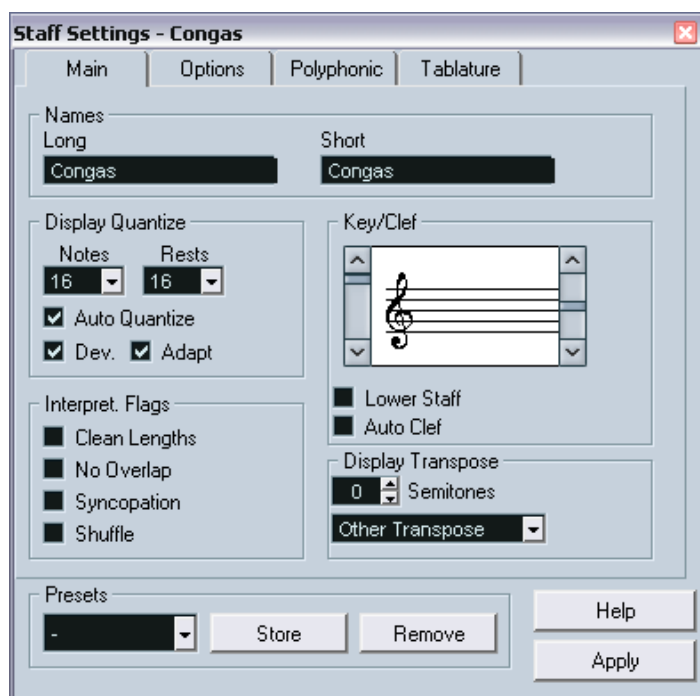 Staff Settings - Congas
Main Options Polyphonic Tablature
Names
Long Short
Congas Congas
Display Quantize
Notes Rests
16 16
Auto Quantize
Dev. Adapt
Key/Clef
Lower Staff
Auto Clef
Interpret. Flags
Clean Lengths
No Overlap
Syncopation
Shuffle
Display Transpose
0 Semitones
Other Transpose
Presets
- Store Remove
Help
Apply